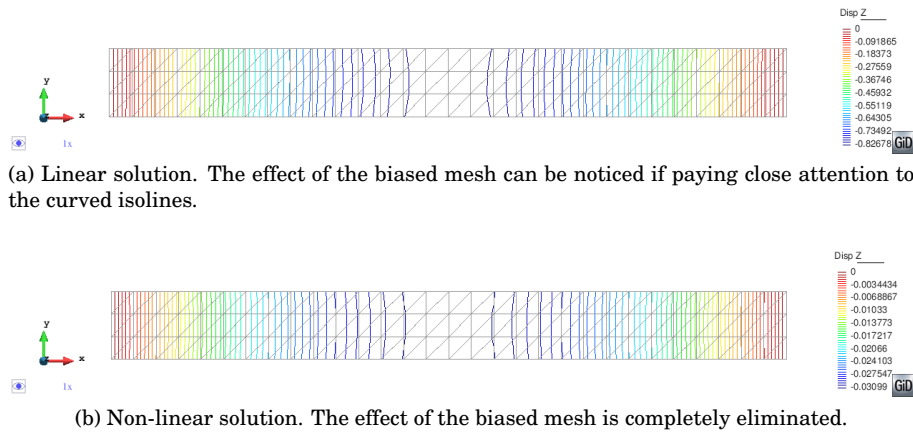 Disp Z
0
-0.091865
-0.18373
-0.27559
-0.36746
-0.45932
-0.55119
-0.64305
-0.73492
-0.82678
GiD
y
x
1x
(a) Linear solution. The effect of the biased mesh can be noticed if paying close attention to
the curved isolines.
Disp Z
0
-0.0034434
-0.0068867
-0.01033
-0.013773
-0.017217
-0.02066
-0.024103
-0.027547
-0.03099
GiD
y
x
1x
(b) Non-linear solution. The effect of the biased mesh is completely eliminated.